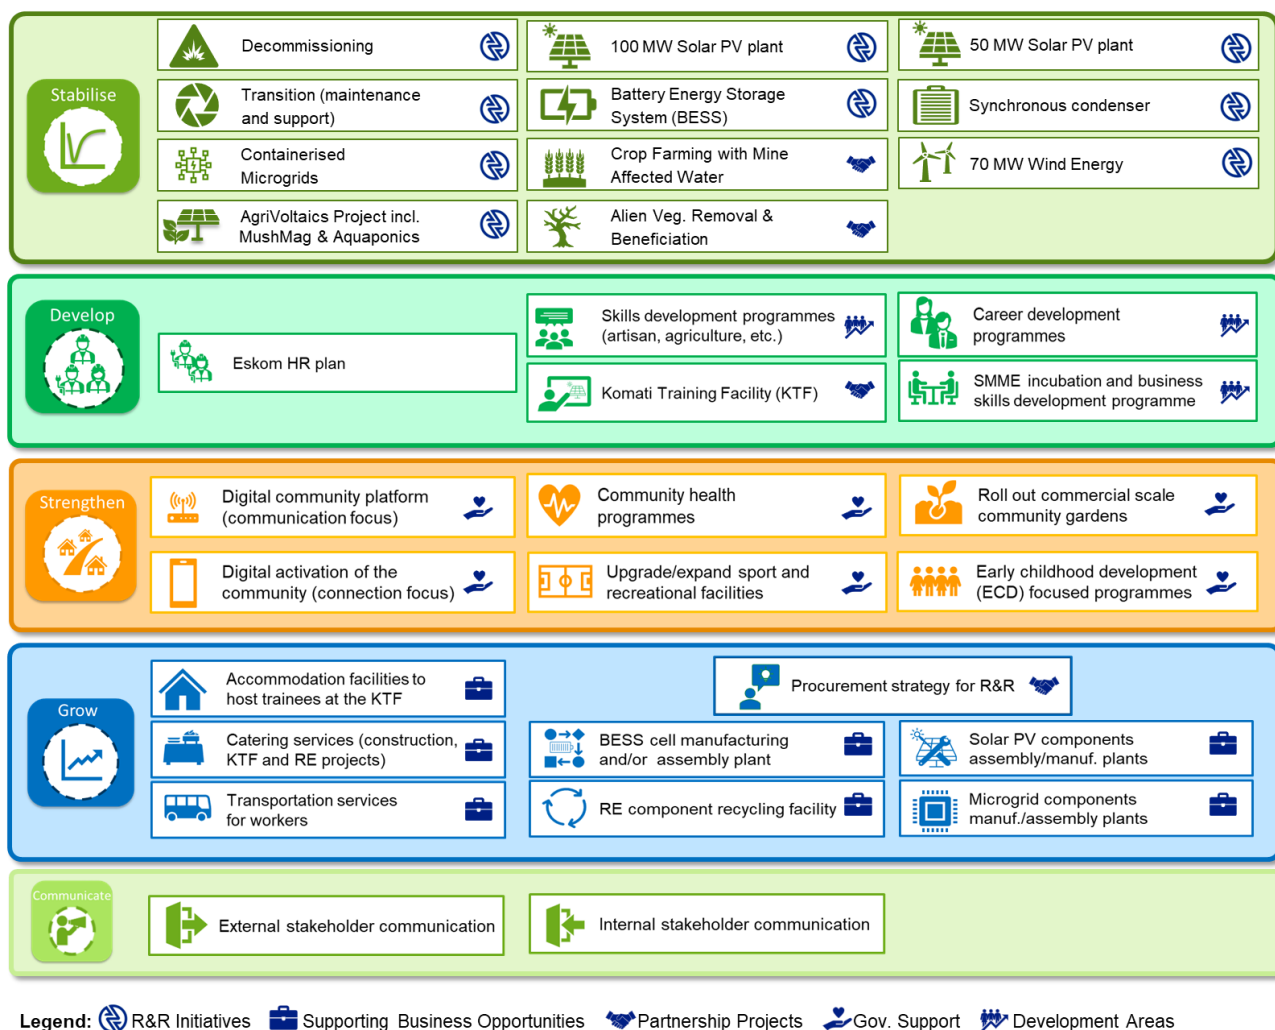 Stabilise
Decommissioning
100 MW Solar PV plant
50 MW Solar PV plant
Transition (maintenance
and support)
Battery Energy Storage
System (BESS)
Synchronous condenser
Containerised
Microgrids
Crop Farming with Mine
Affected Water
70 MW Wind Energy
AgriVoltaics Project incl.
MushMag & Aquaponics
Alien Veg. Removal &
Beneficiation
Develop
Eskom HR plan
Skills development programmes
(artisan, agriculture, etc.)
Career development
programmes
Komati Training Facility (KTF)
SMME incubation and business
skills development programme
Strengthen
Digital community platform
(communication focus)
Community health
programmes
Roll out commercial scale
community gardens
Digital activation of the
community (connection focus)
Upgrade/expand sport and
recreational facilities
Early childhood development
(ECD) focused programmes
Grow
Accommodation facilities to
host trainees at the KTF
Procurement strategy for R&R
Catering services (construction,
KTF and RE projects)
BESS cell manufacturing
and/or assembly plant
Solar PV components
assembly/manuf. plants
Transportation services
for workers
RE component recycling facility
Microgrid components
manuf./assembly plants
Communicate
External stakeholder communication
Internal stakeholder communication
Legend: R&R Initiatives Supporting Business Opportunities Partnership Projects Gov. Support Development Areas